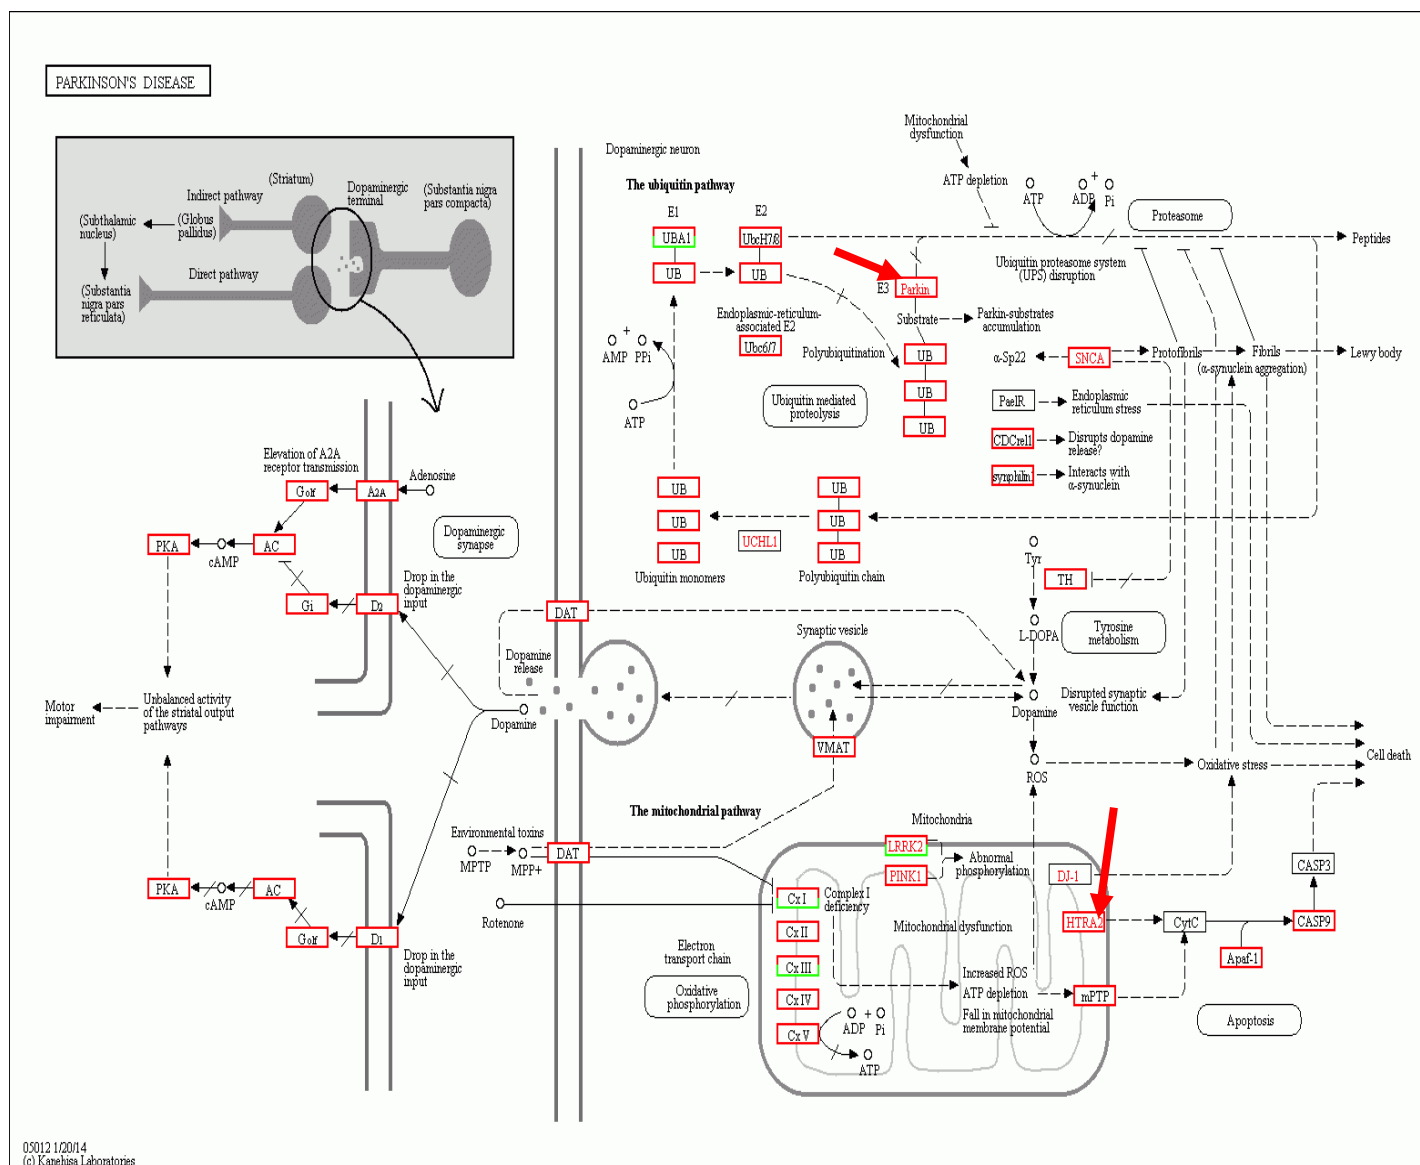 PARKINSON'S DISEASE
(Striatum)
Indirect pathway
(Subthalamic
nucleus)
(Globus
pallidus)
Dopaminergic
terminal
(Substantia nigra
pars compacta)
Direct pathway
(Substantia
nigra pars
reticulata)
Dopaminergic neuron
The ubiquitin pathway
E1
E2
UBA1
UbcH7/8
UB
UB
Endoplasmic-reticulum-
associated E2
Ubc6/7
AMP
+
PPi
ATP
Polyubiquitination
Ubiquitin mediated
proteolysis
Mitochondrial
dysfunction
ATP depletion
ATP
ADP
+
Pi
Proteasome
Peptides
Ubiquitin proteasome system
(UPS) disruption
E3
Parkin
Substrate
Parkin-substrates
accumulation
UB
UB
UB
α-Sp22
SNCA
Protofibrils
Fibrils
(α-synuclein aggregation)
Lewy body
PaelR
Endoplasmic
reticulum stress
CDCrel1
Disrupts dopamine
release?
synphilin1
Interacts with
α-synuclein
Elevation of A2A
receptor transmission
Golf
A2A
Adenosine
PKA
cAMP
AC
Dopaminergic
synapse
Gi
D2
Drop in the
dopaminergic
input
UB
UB
UB
Ubiquitin monomers
UCHL1
UB
UB
UB
Polyubiquitin chain
Tyr
TH
L-DOPA
Tyrosine
metabolism
DAT
Dopamine
release
Synaptic vesicle
Dopamine
Dopamine
Disrupted synaptic
vesicle function
VMAT
ROS
Oxidative stress
Cell death
Motor
impairment
Unbalanced activity
of the striatal output
pathways
The mitochondrial pathway
Environmental toxins
MPTP
MPP+
DAT
Rotenone
PKA
cAMP
AC
Golf
D1
Drop in the
dopaminergic
input
Mitochondria
LRRK2
PINK1
Abnormal
phosphorylation
DJ-1
HTRA2
CytC
CASP3
CASP9
Apaf-1
Cx I
Complex I
deficiency
Cx II
Cx III
Cx IV
Cx V
Mitochondrial dysfunction
Electron
transport chain
Oxidative
phosphorylation
Increased ROS
ATP depletion
Fall in mitochondrial
membrane potential
mPTP
ADP
+
Pi
ATP
Apoptosis
05012 1/20/14
(c) Kanehisa Laboratories